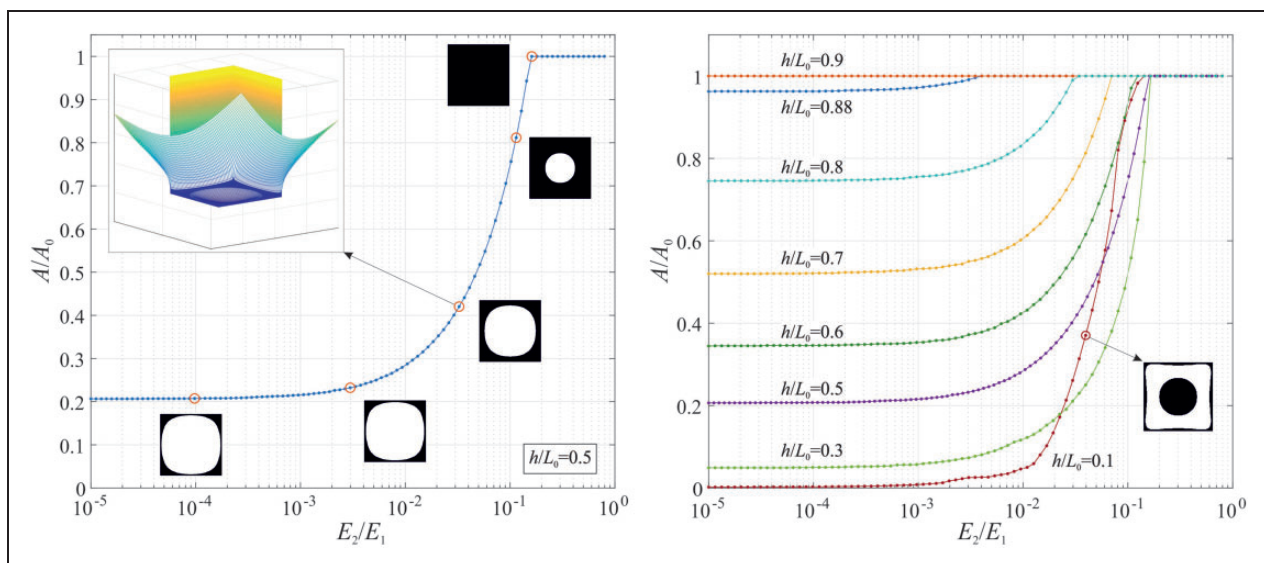 1
0.9
0.8
0.7
0.6
0.5
0.4
0.3
0.2
0.1
0
A/A₀
10⁻⁵ 10⁻⁴ 10⁻³ 10⁻² 10⁻¹ 10⁰
E₂/E₁
h/L₀=0.5
1
0.8
0.6
0.4
0.2
0
A/A₀
h/L₀=0.9
h/L₀=0.88
h/L₀=0.8
h/L₀=0.7
h/L₀=0.6
h/L₀=0.5
h/L₀=0.3
h/L₀=0.1
10⁻⁵ 10⁻⁴ 10⁻³ 10⁻² 10⁻¹ 10⁰
E₂/E₁